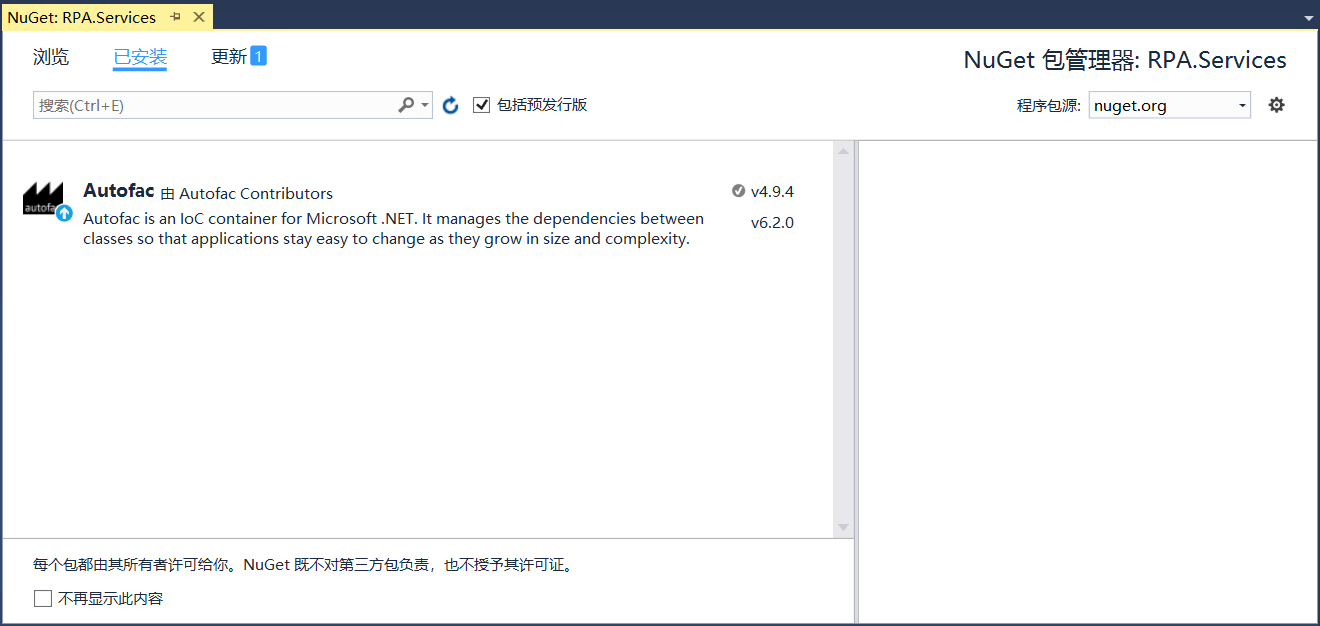 NuGet: RPA.Services
浏览 已安装 更新 1
NuGet 包管理器: RPA.Services
搜索(Ctrl+E)
包括预发行版
程序包源: nuget.org
autofac
Autofac 由 Autofac Contributors
v4.9.4
Autofac is an IoC container for Microsoft .NET. It manages the dependencies between
classes so that applications stay easy to change as they grow in size and complexity.
v6.2.0
每个包都由其所有者许可给你。NuGet 既不对第三方包负责，也不授予其许可证。
不再显示此内容